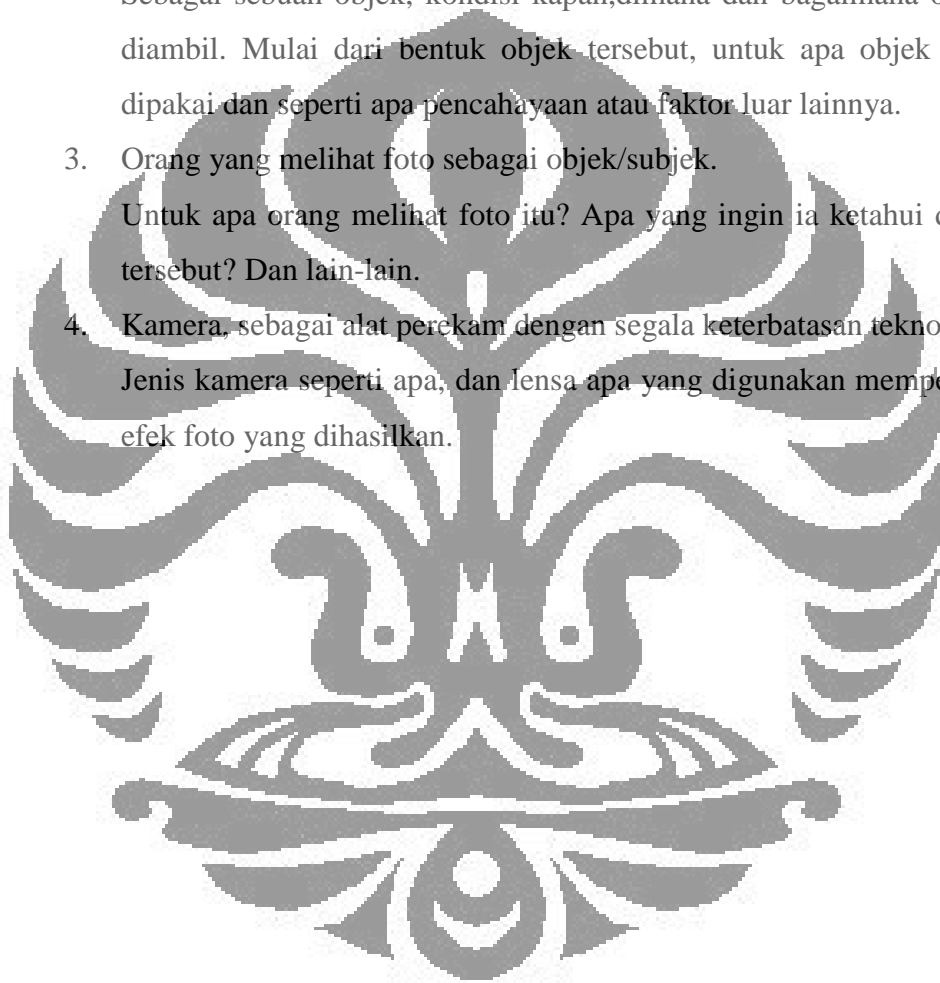 Sebagai sebuah objek, kondisi kapan,dimana dan bagaimana
diambil. Mulai dari bentuk objek tersebut, untuk apa objek
dipakai dan seperti apa pencahayaan atau faktor luar lainnya.
3. Orang yang melihat foto sebagai objek/subjek.
Untuk apa orang melihat foto itu? Apa yang ingin ia ketahui
tersebut? Dan lain-lain.
4. Kamera, sebagai alat perekam dengan segala keterbatasan
Jenis kamera seperti apa, dan lensa apa yang digunakan
efek foto yang dihasilkan.